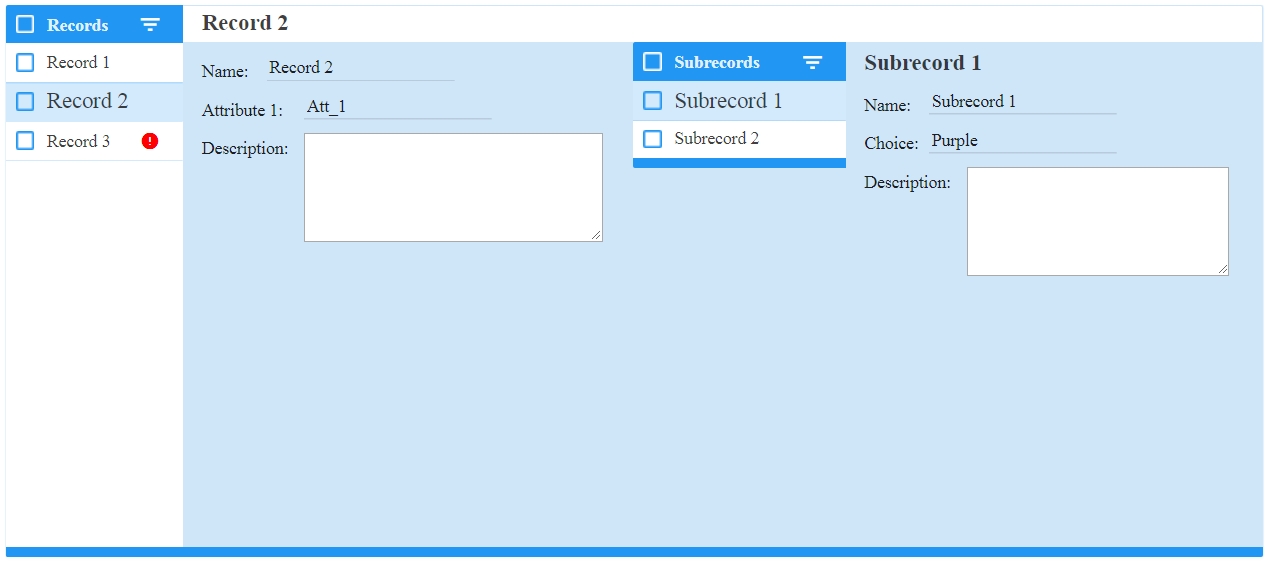 Records
Record 1
Record 2
Record 3
Record 2
Name: Record 2
Attribute 1: Att_1
Description:
Subrecords
Subrecord 1
Subrecord 2
Subrecord 1
Name: Subrecord 1
Choice: Purple
Description: